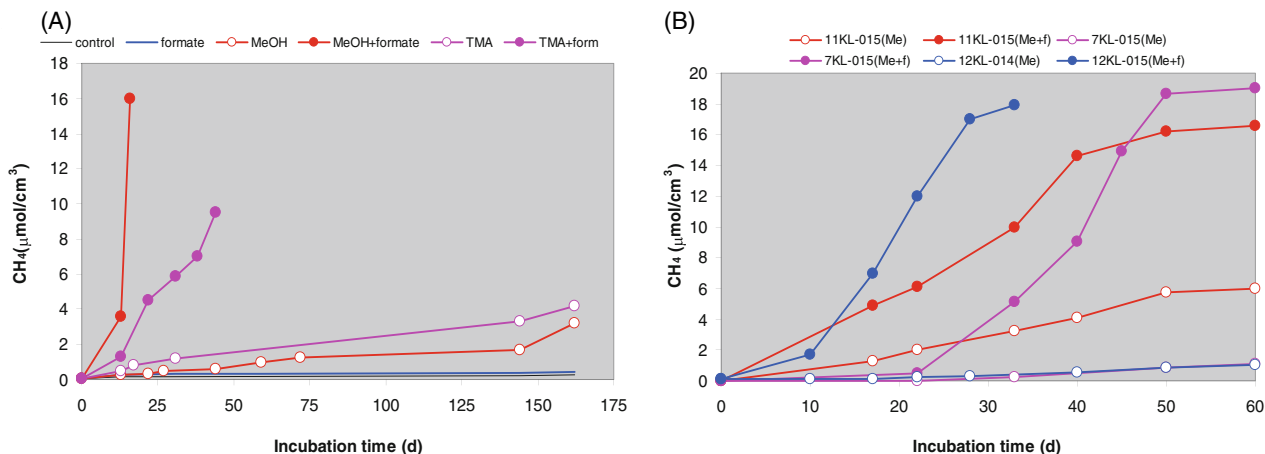 (A)
control formate MeOH MeOH+formate TMA TMA+form
18
16
14
12
10
8
6
4
2
0
CH4(μmol/cm³)
0 25 50 75 100 125 150 175
Incubation time (d)
(B)
11KL-015(Me) 11KL-015(Me+f) 7KL-015(Me)
7KL-015(Me+f) 12KL-014(Me) 12KL-015(Me+f)
20
18
16
14
12
10
8
6
4
2
0
CH4 (μmol/cm³)
0 10 20 30 40 50 60
Incubation time (d)